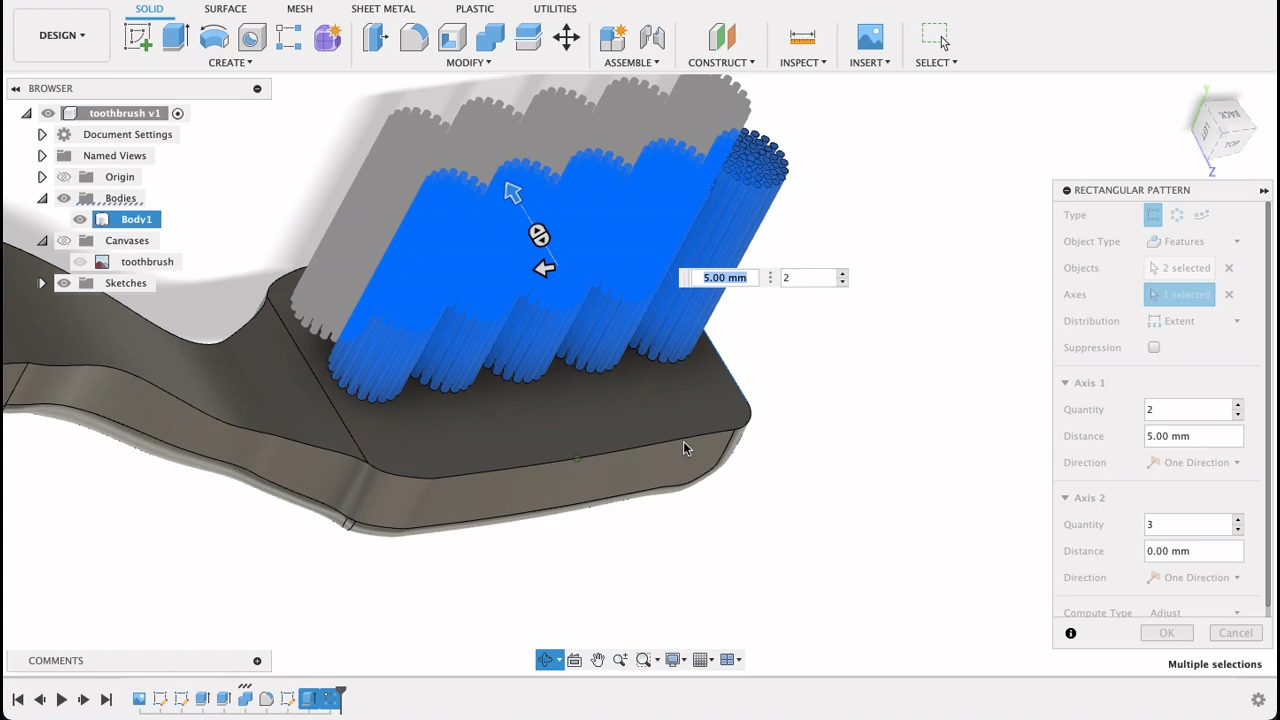 SOLID SURFACE MESH SHEET METAL PLASTIC UTILITIES
DESIGN
CREATE MODIFY ASSEMBLE CONSTRUCT INSPECT INSERT SELECT
BROWSER
toothbrush v1
Document Settings
Named Views
Origin
Bodies
Body1
Canvases
toothbrush
Sketches
BACK
LEFT
TOP
Y
Z
RECTANGULAR PATTERN
Type
Object Type Features
Objects 2 selected
Axes 1 selected
Distribution Extent
Suppression
Axis 1
Quantity 2
Distance 5.00 mm
Direction One Direction
Axis 2
Quantity 3
Distance 0.00 mm
Direction One Direction
Compute Type Adjust
OK Cancel
5.00 mm 2
Multiple selections
COMMENTS